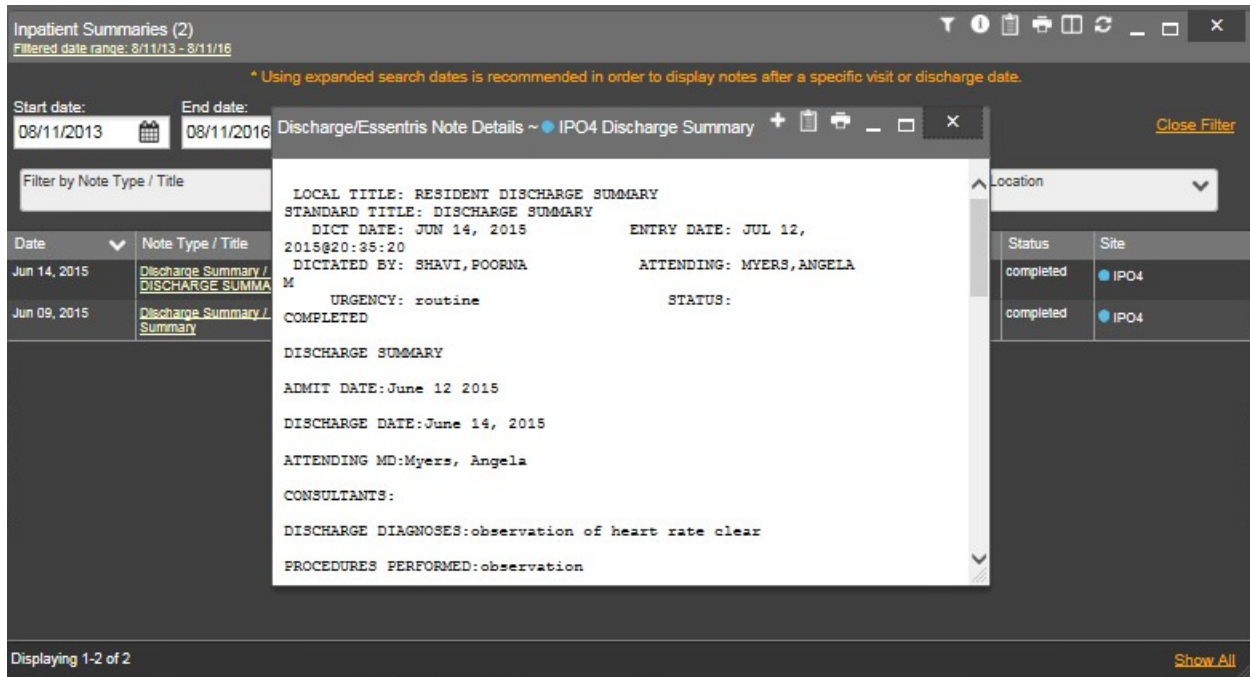 Inpatient Summaries (2)
Filtered date range: 8/11/13 - 8/11/16
* Using expanded search dates is recommended in order to display notes after a specific visit or discharge date.
Start date:
End date:
08/11/2013
08/11/2016
Close Filter
Filter by Note Type / Title
Location
Date
Note Type / Title
Status
Site
Jun 14, 2015
Discharge Summary /
DISCHARGE SUMMA
completed
IPO4
Jun 09, 2015
Discharge Summary /
Summary
completed
IPO4
Discharge/Essentris Note Details ~ IPO4 Discharge Summary
LOCAL TITLE: RESIDENT DISCHARGE SUMMARY
STANDARD TITLE: DISCHARGE SUMMARY
DICT DATE: JUN 14, 2015 ENTRY DATE: JUL 12,
2015@20:35:20
DICTATED BY: SHAVI,POORNA ATTENDING: MYERS,ANGELA
M
URGENCY: routine STATUS:
COMPLETED
DISCHARGE SUMMARY
ADMIT DATE:June 12 2015
DISCHARGE DATE:June 14, 2015
ATTENDING MD:Myers, Angela
CONSULTANTS:
DISCHARGE DIAGNOSES:observation of heart rate clear
PROCEDURES PERFORMED:observation
Displaying 1-2 of 2
Show All